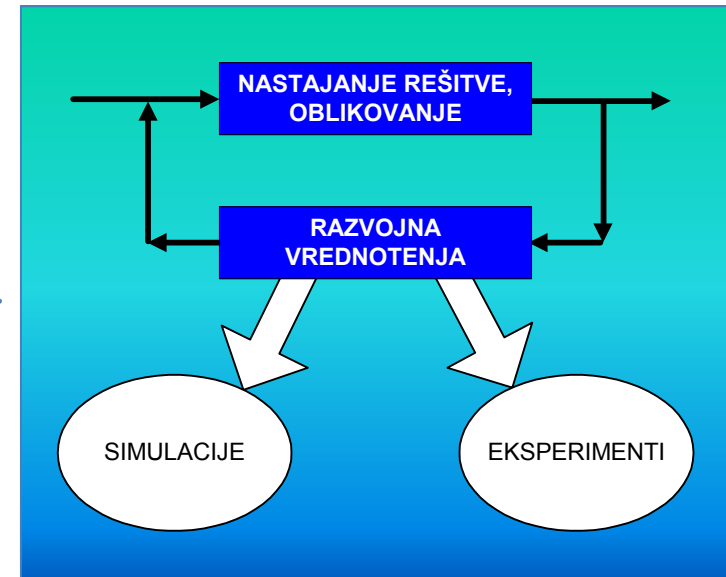 NASTAJANJE REŠITVE,
OBLIKOVANJE
RAZVOJNA
VREDNOTENJA
SIMULACIJE
EKSPERIMENTI